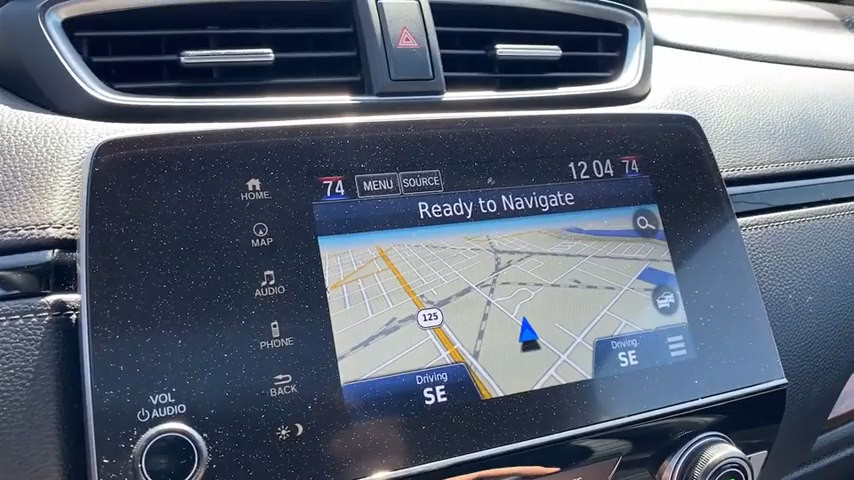 74 MENU SOURCE 12:04 74
HOME
Ready to Navigate
MAP
AUDIO
125
PHONE
Driving
SE
Driving
SE
BACK
VOL
AUDIO